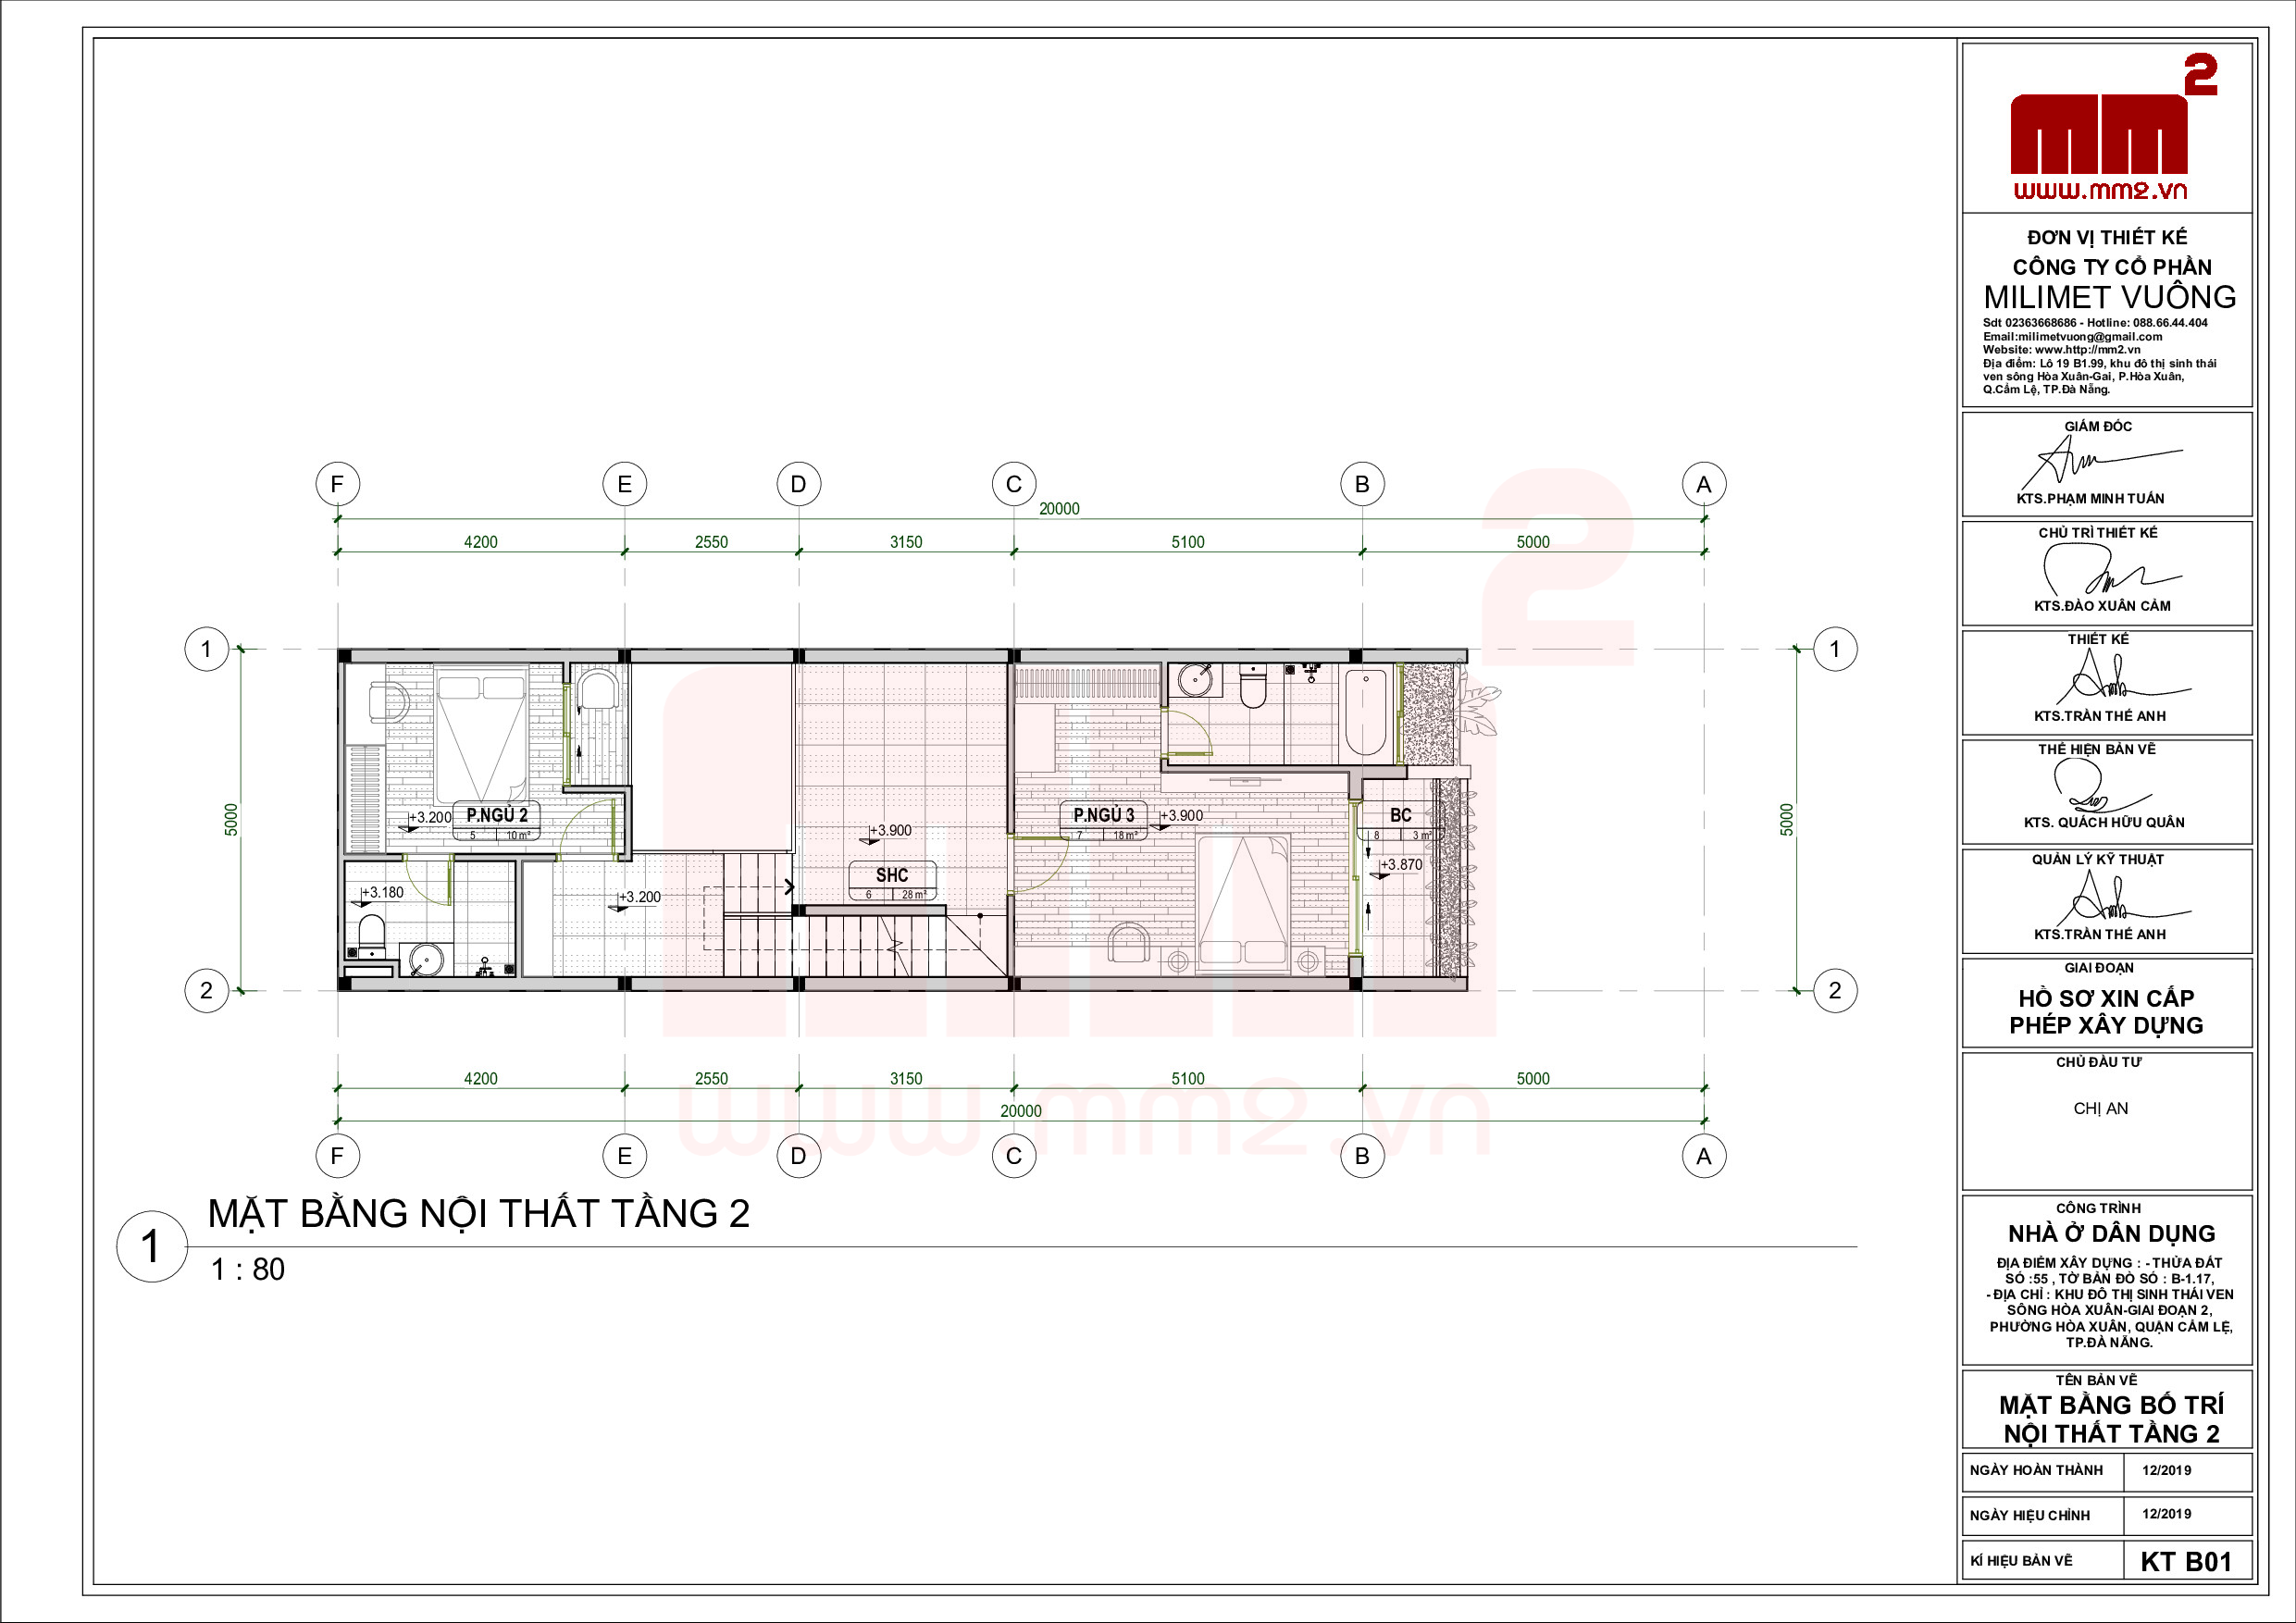 F
E
D
C
B
A
20000
4200
2550
3150
5100
5000
1
1
5000
5000
+3.200
P.NGỦ 2
5
10 m²
+3.900
SHC
6
28 m²
P.NGỦ 3
7
18 m²
+3.900
BC
8
3 m²
+3.870
+3.180
+3.200
2
2
4200
2550
3150
5100
5000
20000
F
E
D
C
B
A
mm2
www.mm2.vn
1
MẶT BẰNG NỘI THẤT TẦNG 2
1 : 80
mm2
www.mm2.vn
ĐƠN VỊ THIẾT KẾ
CÔNG TY CỔ PHẦN
MILIMET VUÔNG
Sdt 02363668686 - Hotline: 088.66.44.404
Email:milimetvuong@gmail.com
Website: www.http://mm2.vn
Địa điểm: Lô 19 B1.99, khu đô thị sinh thái
ven sông Hòa Xuân-Gai, P.Hòa Xuân,
Q.Cẩm Lệ, TP.Đà Nẵng.
GIÁM ĐỐC
KTS.PHẠM MINH TUẤN
CHỦ TRÌ THIẾT KẾ
KTS.ĐÀO XUÂN CẢM
THIẾT KẾ
KTS.TRẦN THẾ ANH
THỂ HIỆN BẢN VẼ
KTS. QUÁCH HỮU QUÂN
QUẢN LÝ KỸ THUẬT
KTS.TRẦN THẾ ANH
GIAI ĐOẠN
HỒ SƠ XIN CẤP
PHÉP XÂY DỰNG
CHỦ ĐẦU TƯ
CHỊ AN
CÔNG TRÌNH
NHÀ Ở DÂN DỤNG
ĐỊA ĐIỂM XÂY DỰNG : - THỬA ĐẤT
SỐ :55 , TỜ BẢN ĐỒ SỐ : B-1.17,
- ĐỊA CHỈ : KHU ĐÔ THỊ SINH THÁI VEN
SÔNG HÒA XUÂN-GIAI ĐOẠN 2,
PHƯỜNG HÒA XUÂN, QUẬN CẨM LỆ,
TP.ĐÀ NẴNG.
TÊN BẢN VẼ
MẶT BẰNG BỐ TRÍ
NỘI THẤT TẦNG 2
NGÀY HOÀN THÀNH 12/2019
NGÀY HIỆU CHỈNH 12/2019
KÍ HIỆU BẢN VẼ KT B01